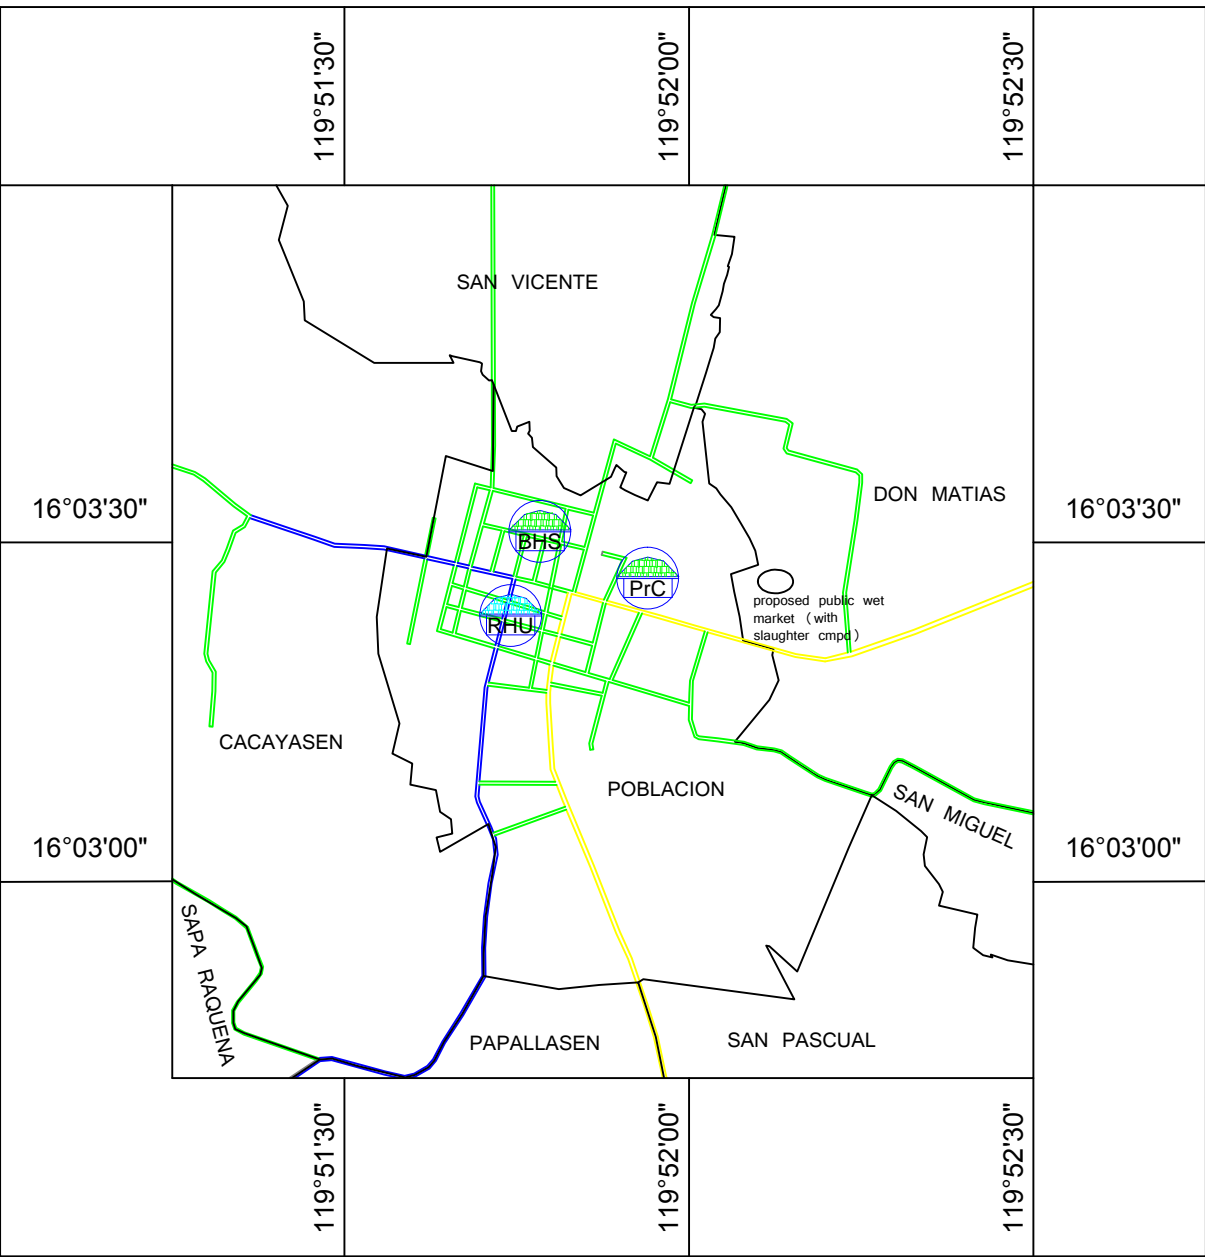 119°51'30"
119°52'00"
119°52'30"
SAN VICENTE
DON MATIAS
16°03'30"
16°03'30"
BHS
PrC
proposed public wet
market (with
slaughter cmpd)
RHU
CACAYASEN
POBLACION
SAN MIGUEL
16°03'00"
16°03'00"
SAPA RAQUENA
PAPALLASEN
SAN PASCUAL
119°51'30"
119°52'00"
119°52'30"